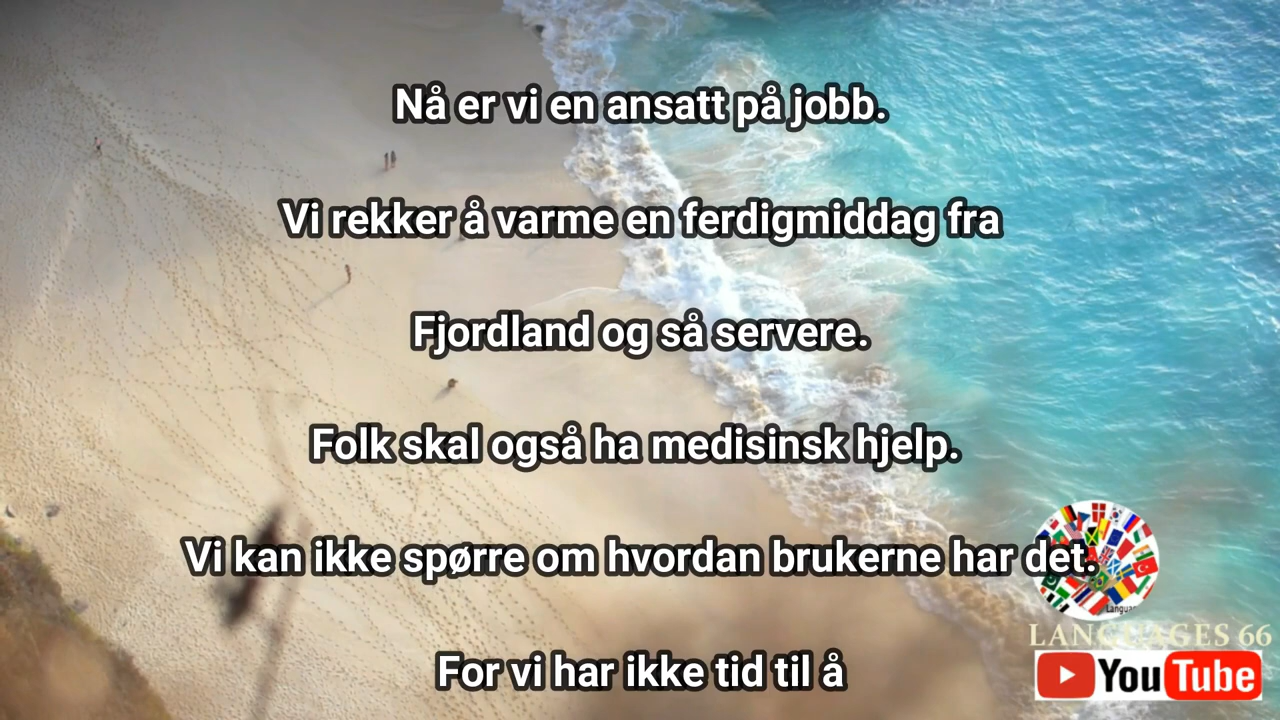 Nå er vi en ansatt på jobb.
Vi rekker å varme en ferdigmiddag fra
Fjordland og så servere.
Folk skal også ha medisinsk hjelp.
Vi kan ikke spørre om hvordan brukerne har det.
Langua
LANGUAGES 66
For vi har ikke tid til å
YouTube